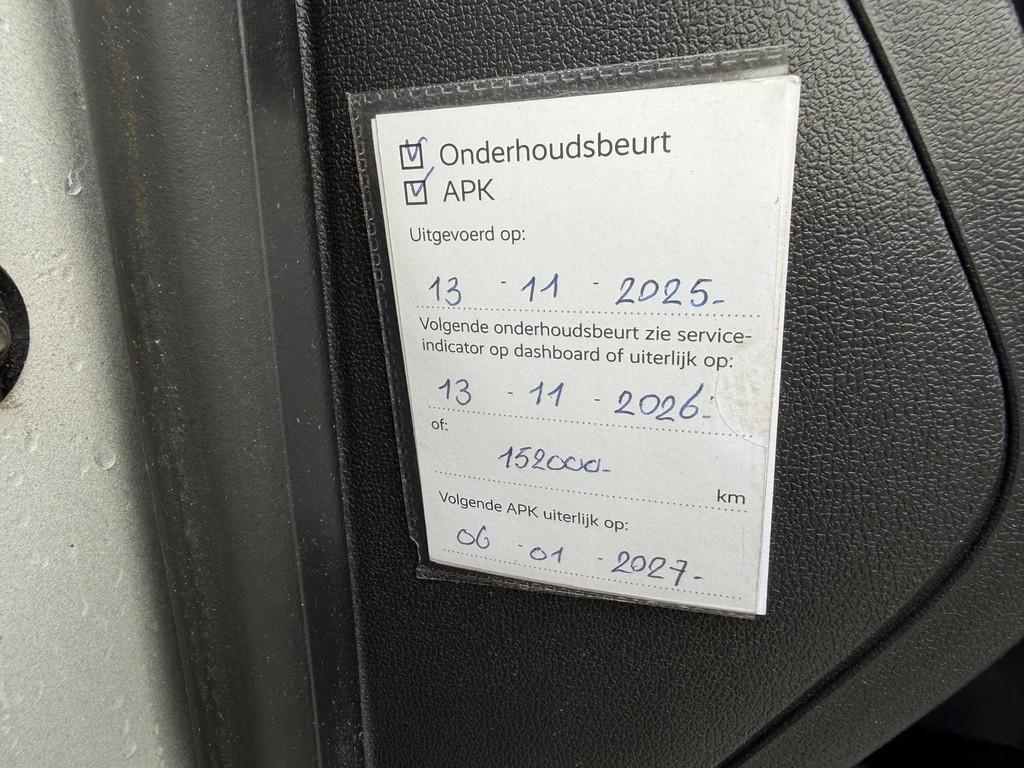 Onderhoudsbeurt
APK
Uitgevoerd op:
13 - 11 - 2025-
Volgende onderhoudsbeurt zie service-
indicator op dashboard of uiterlijk op:
13 - 11 - 2026-
of:
152000-
km
Volgende APK uiterlijk op:
06 - 01 - 2027-